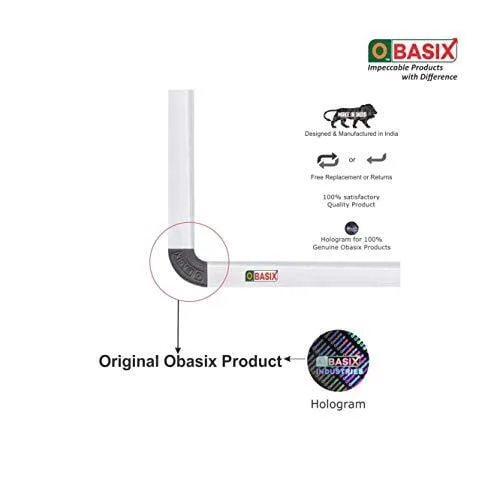 OBASIX
Impeccable Products
with Difference
MAKE IN INDIA
Designed & Manufactured in India
or
Free Replacement or Returns
100% satisfactory
Quality Product
Hologram for 100%
Genuine Obasix Products
OBASIX
Original Obasix Product
OBASIX
INDUSTRIES
Hologram